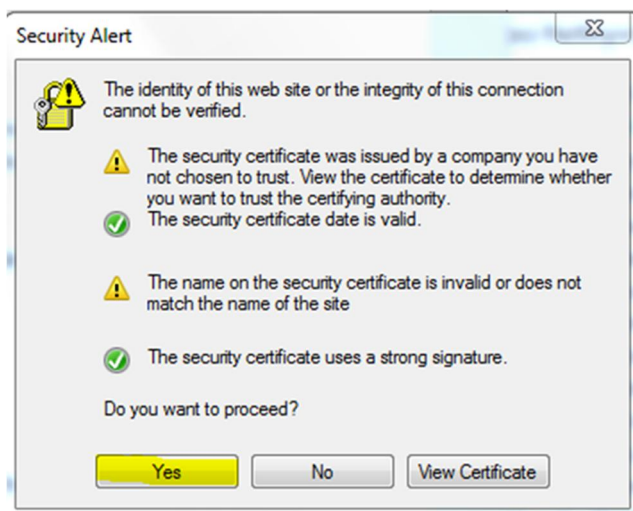 Security Alert
The identity of this web site or the integrity of this connection
cannot be verified.
The security certificate was issued by a company you have
not chosen to trust. View the certificate to determine whether
you want to trust the certifying authority.
The security certificate date is valid.
The name on the security certificate is invalid or does not
match the name of the site
The security certificate uses a strong signature.
Do you want to proceed?
Yes No View Certificate